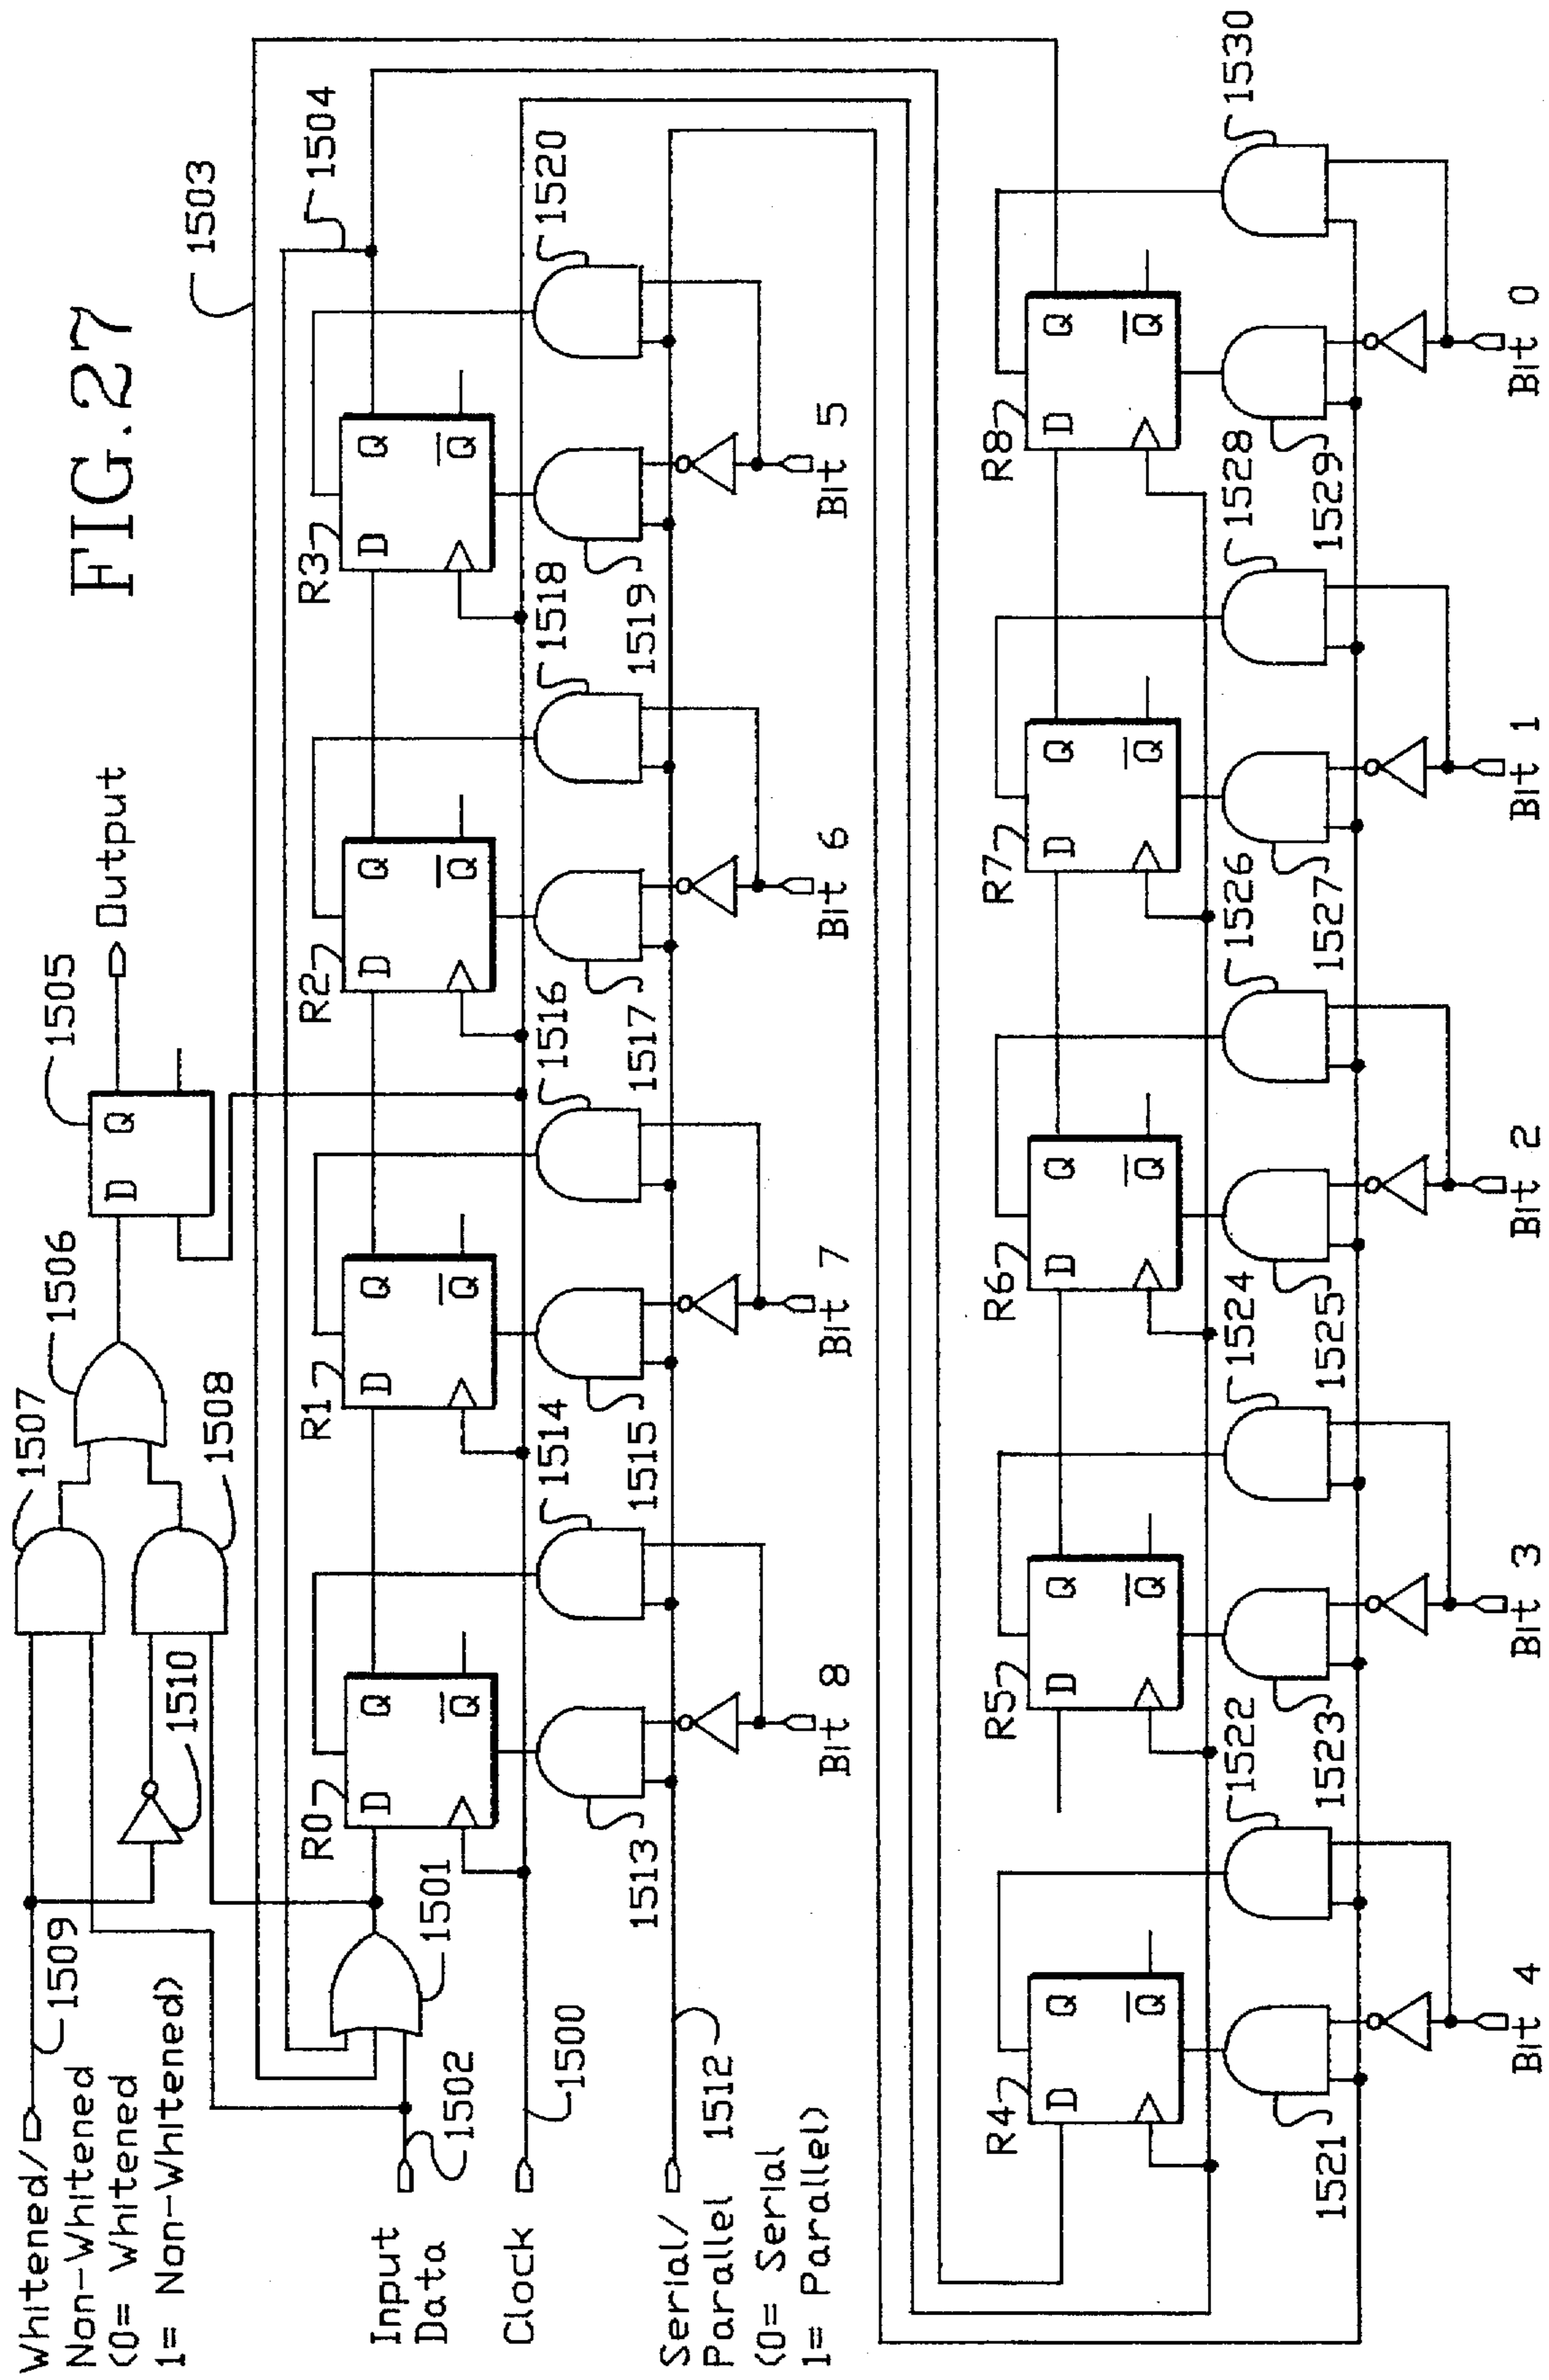 FIG.27
Whitened/
Non-Whitened
(0= Whitened
1= Non-Whitened)
1509
1507
1506
1505
Output
1510
1508
1503
1504
Input
Data
1502
1501
R0
D
Q
Q
R1
D
Q
Q
R2
D
Q
Q
R3
D
Q
Q
D
Q
Clock
1500
1513
1514
1515
1516
1517
1518
1519
1520
Serial/
Parallel 1512
(0= Serial
1= Parallel)
Bit 8
Bit 7
Bit 6
Bit 5
R4
D
Q
Q
R5
D
Q
Q
R6
D
Q
Q
R7
D
Q
Q
R8
D
Q
Q
1521
1522
1523
1524
1525
1526
1527
1528
1529
1530
Bit 4
Bit 3
Bit 2
Bit 1
Bit 0